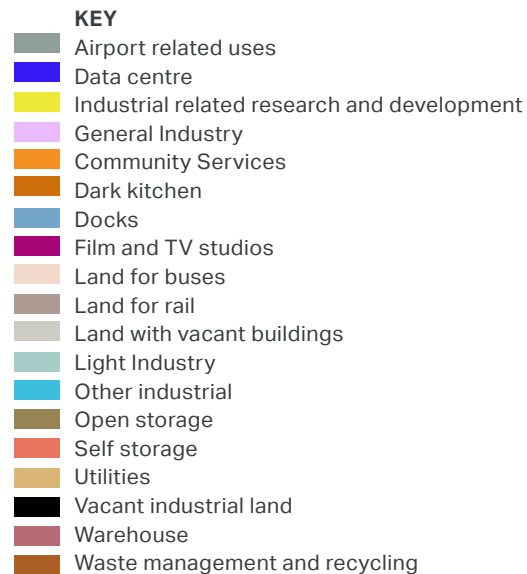 KEY
Airport related uses
Data centre
Industrial related research and development
General Industry
Community Services
Dark kitchen
Docks
Film and TV studios
Land for buses
Land for rail
Land with vacant buildings
Light Industry
Other industrial
Open storage
Self storage
Utilities
Vacant industrial land
Warehouse
Waste management and recycling